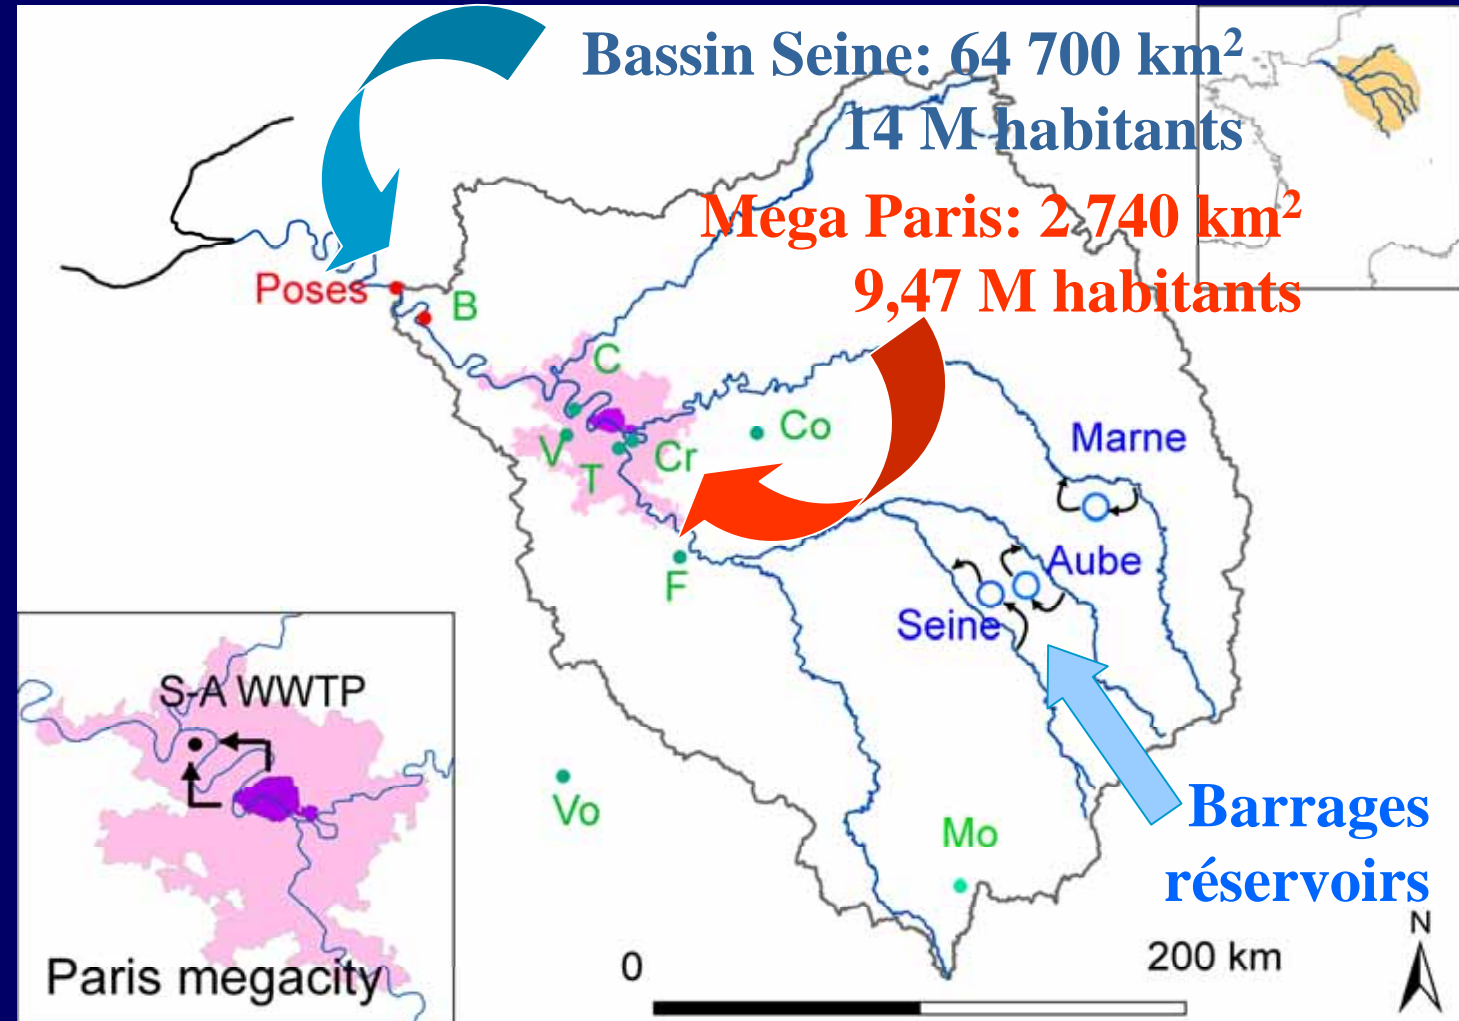 Bassin Seine: 64 700 km²
14 M habitants
Mega Paris: 2 740 km²
9,47 M habitants
Poses
B
C
Co
Marne
V
T
Cr
Aube
F
Seine
S-A WWTP
Vo
Mo
Barrages
réservoirs
Paris megacity
0
200 km
N